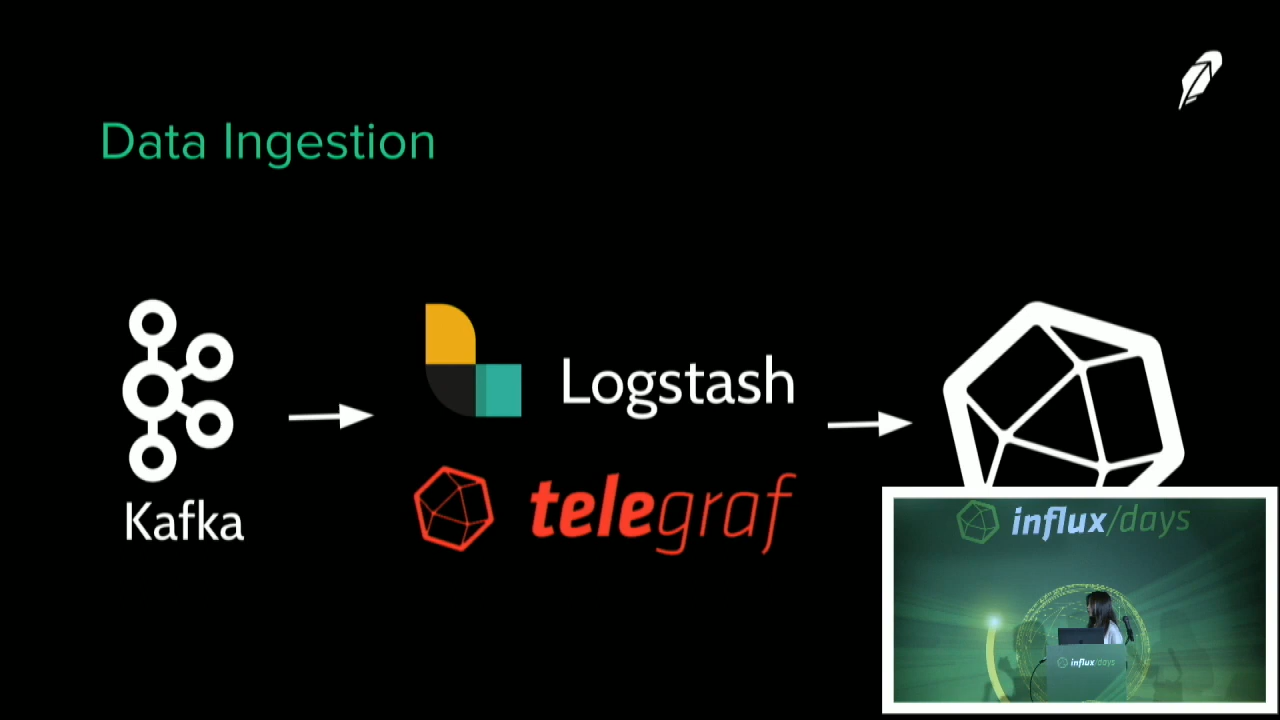 Data Ingestion
Kafka
Logstash
telegraf
influx/days
influx/days